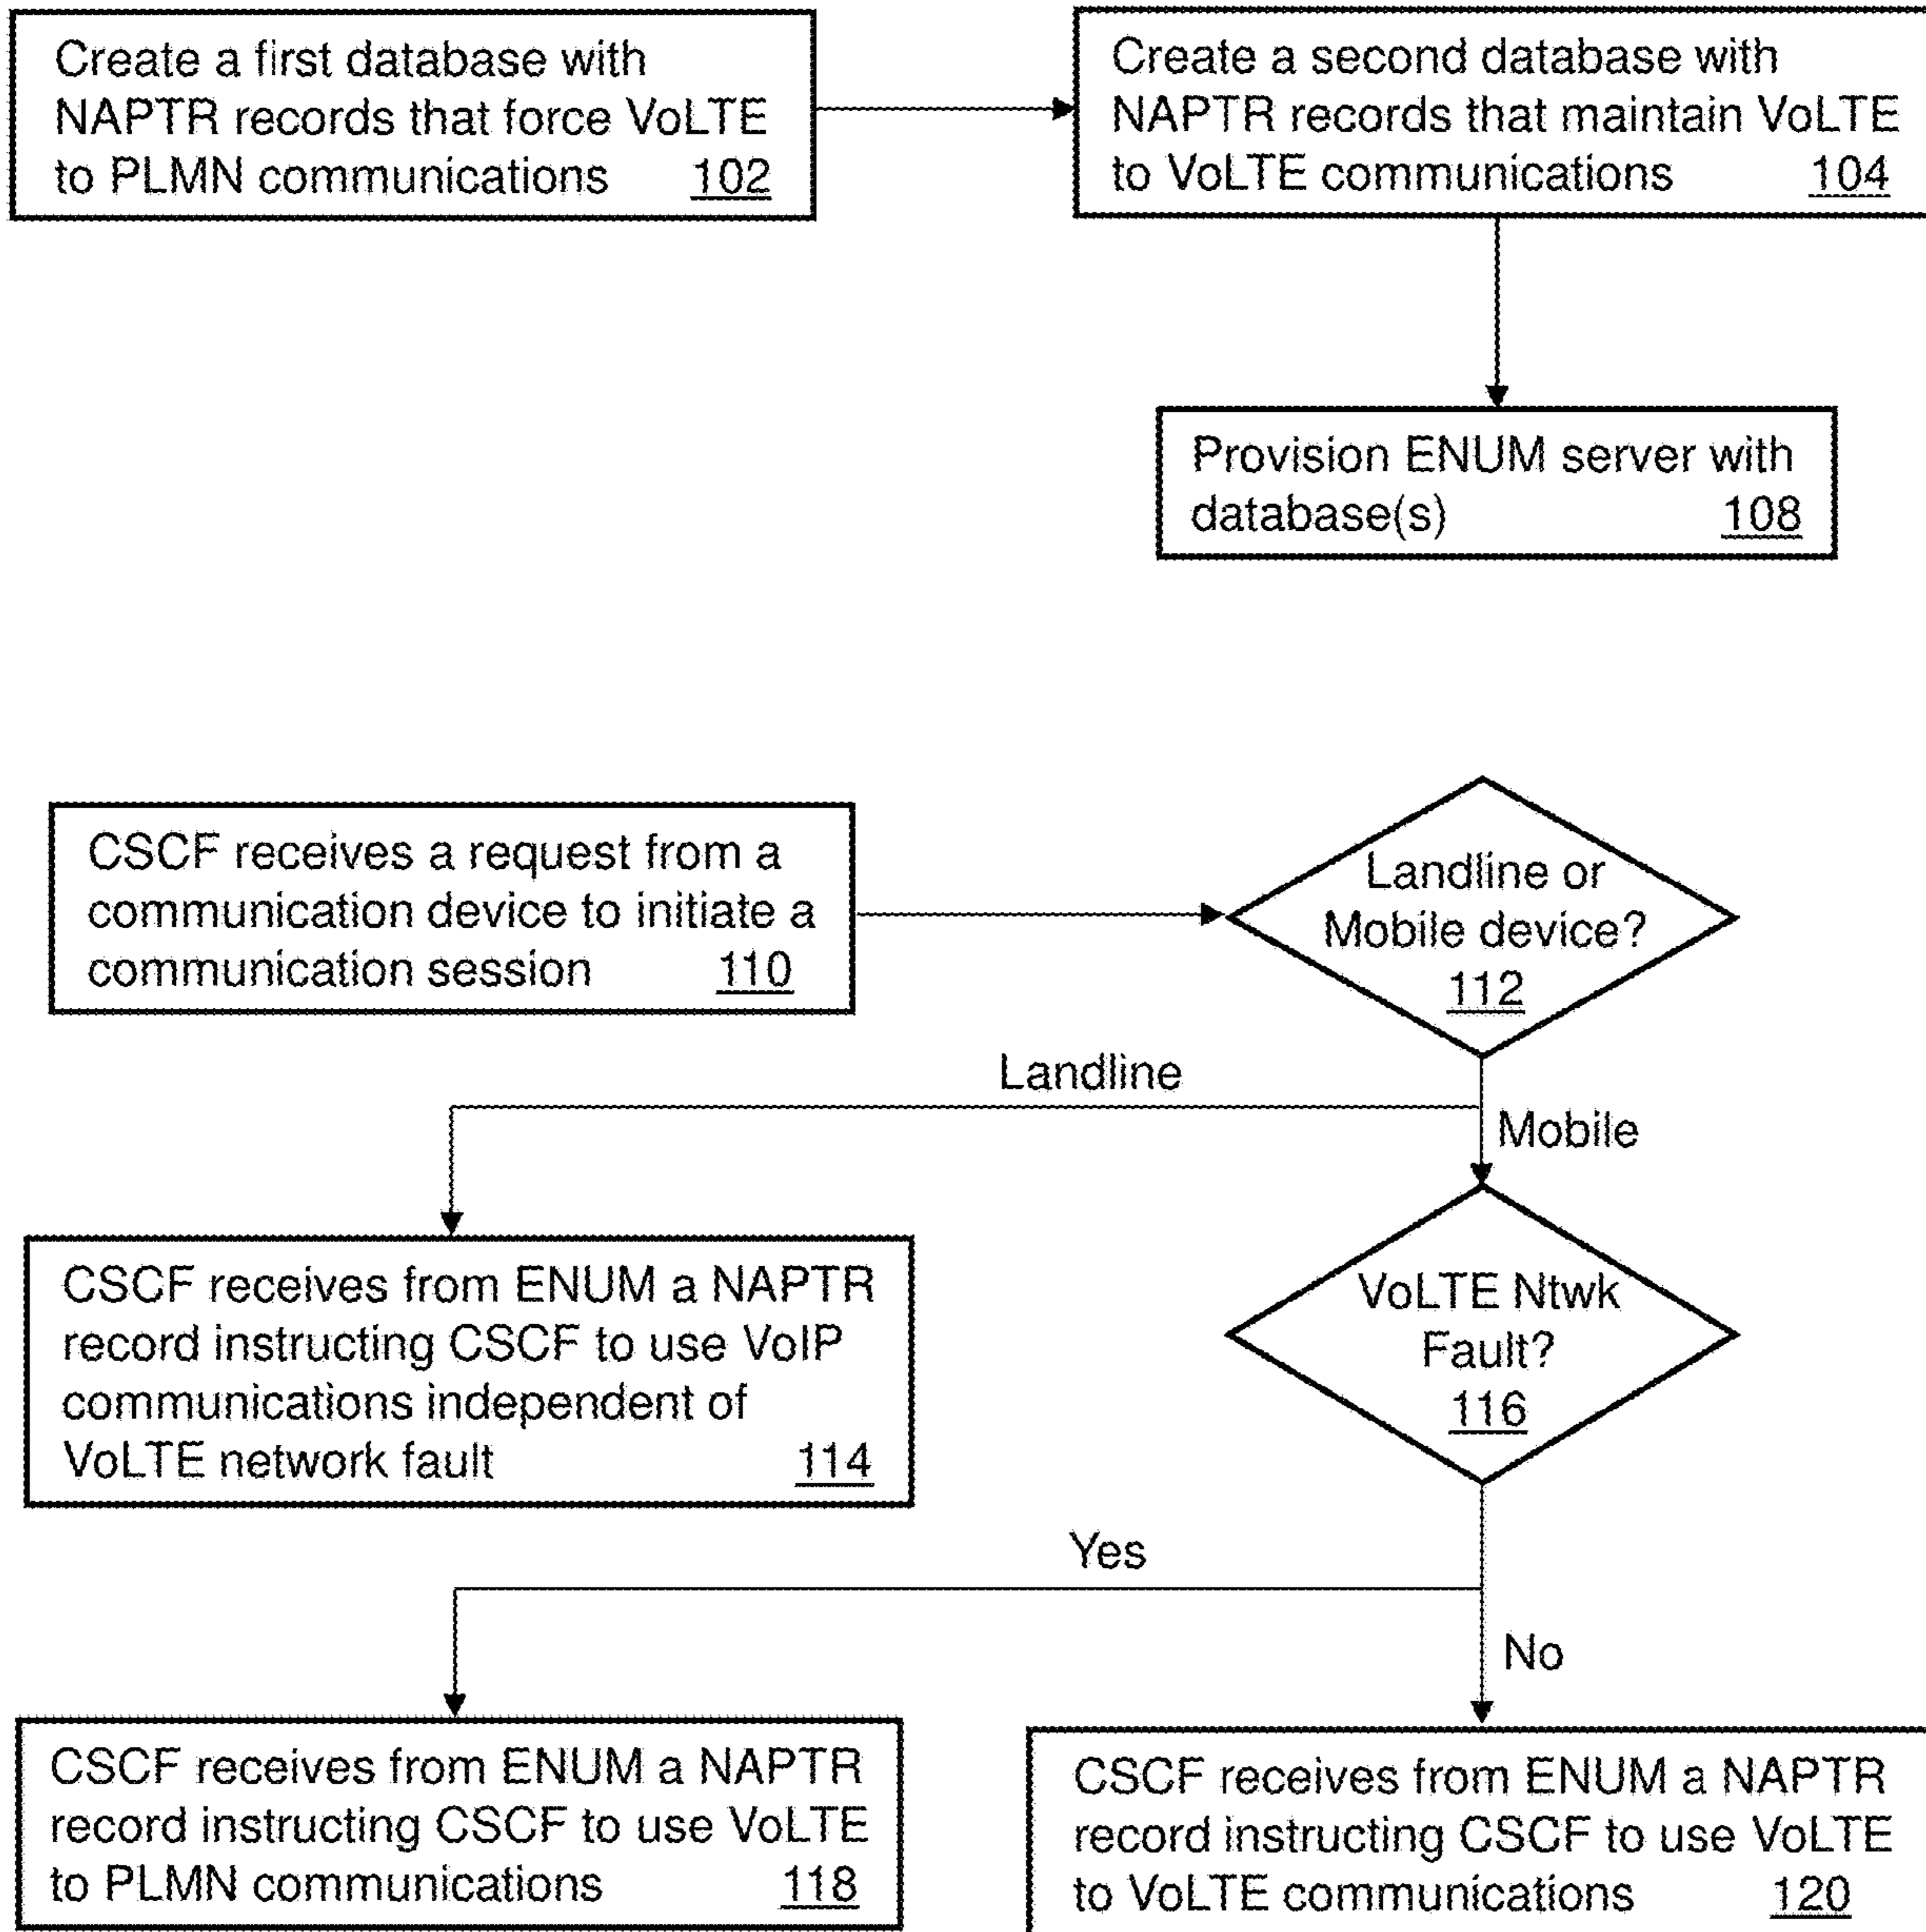 Create a first database with
NAPTR records that force VoLTE
to PLMN communications 102
Create a second database with
NAPTR records that maintain VoLTE
to VoLTE communications 104
Provision ENUM server with
database(s) 108
CSCF receives a request from a
communication device to initiate a
communication session 110
Landline or
Mobile device?
112
Landline
Mobile
CSCF receives from ENUM a NAPTR
record instructing CSCF to use VoIP
communications independent of
VoLTE network fault 114
VoLTE Ntwk
Fault?
116
Yes
No
CSCF receives from ENUM a NAPTR
record instructing CSCF to use VoLTE
to PLMN communications 118
CSCF receives from ENUM a NAPTR
record instructing CSCF to use VoLTE
to VoLTE communications 120